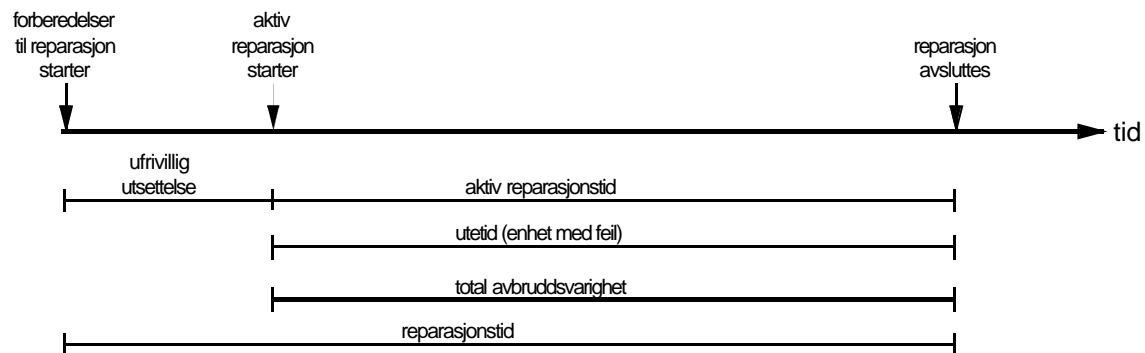 forberedelser
til reparasjon
starter
aktiv
reparasjon
starter
reparasjon
avsluttes
tid
ufrivillig
utsettelse
aktiv reparasjonstid
utetid (enhet med feil)
total avbruddsvarighet
reparasjonstid